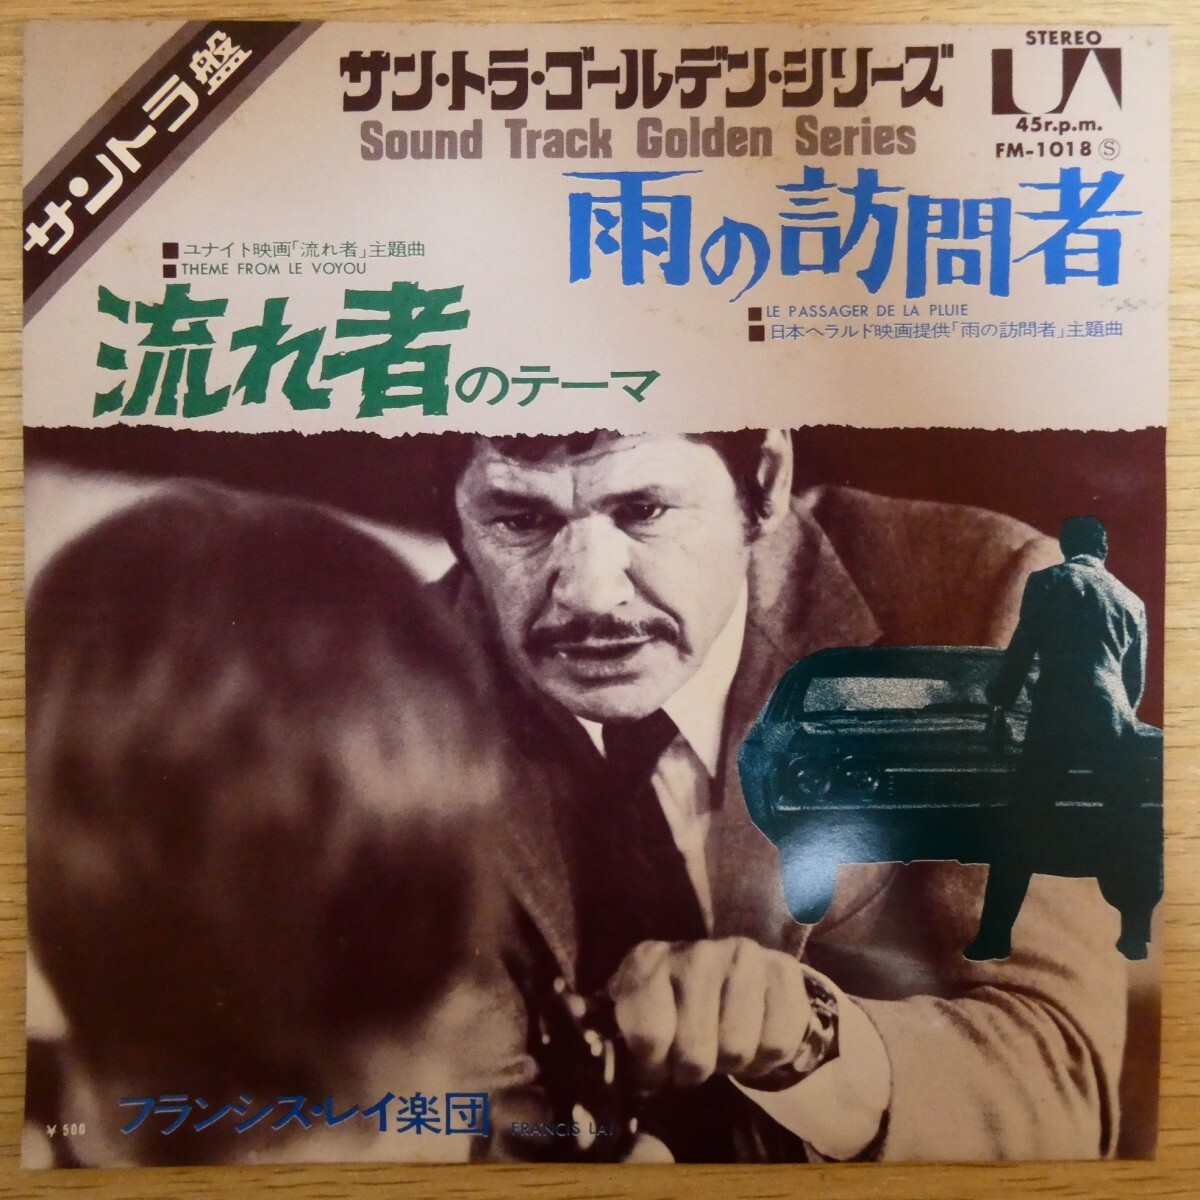 サントラ盤
サン・トラ・ゴールデン・シリーズ
Sound Track Golden Series
STEREO
UA
45r.p.m.
FM-1018 Ⓢ
雨の訪問者
■LE PASSAGER DE LA PLUIE
■日本ヘラルド映画提供「雨の訪問者」主題曲
■ユナイト映画「流れ者」主題曲
■THEME FROM LE VOYOU
流れ者のテーマ
¥500
フランシス・レイ楽団 FRANCIS LAI